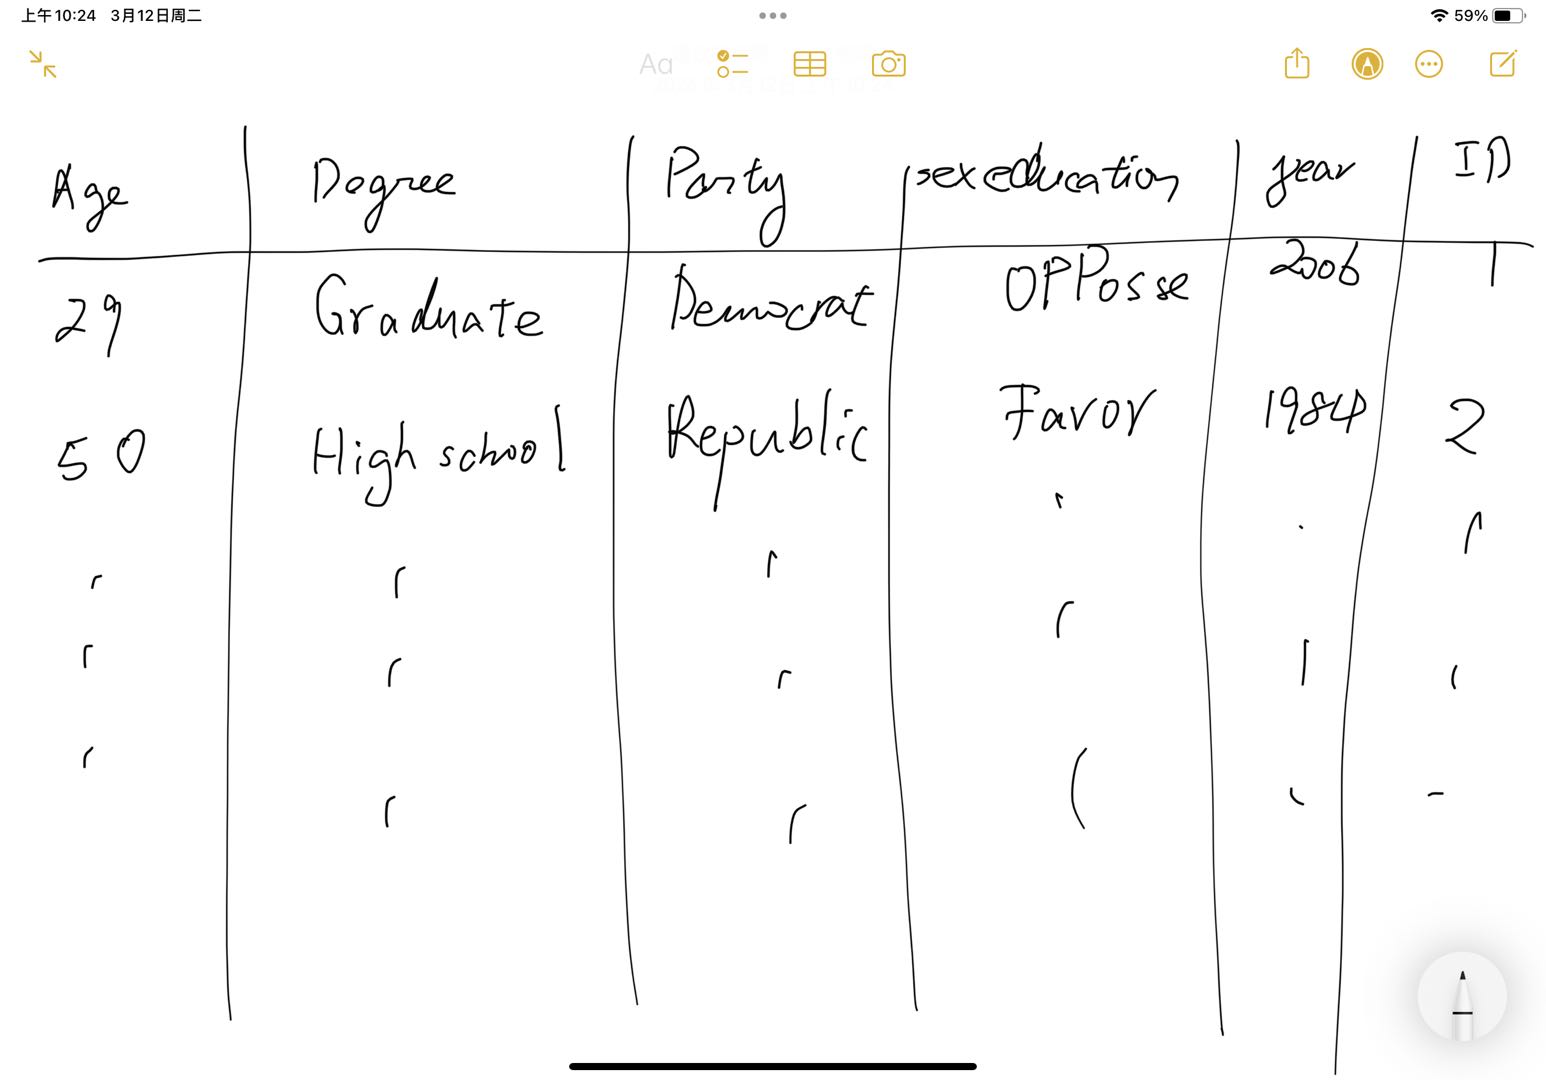 上午10:24 3月12日周二 59%
Aa
Age Degree Party sexeducation year ID
29 Graduate Democrat OPPosse 2006 1
50 High school Republic Favor 1984 2